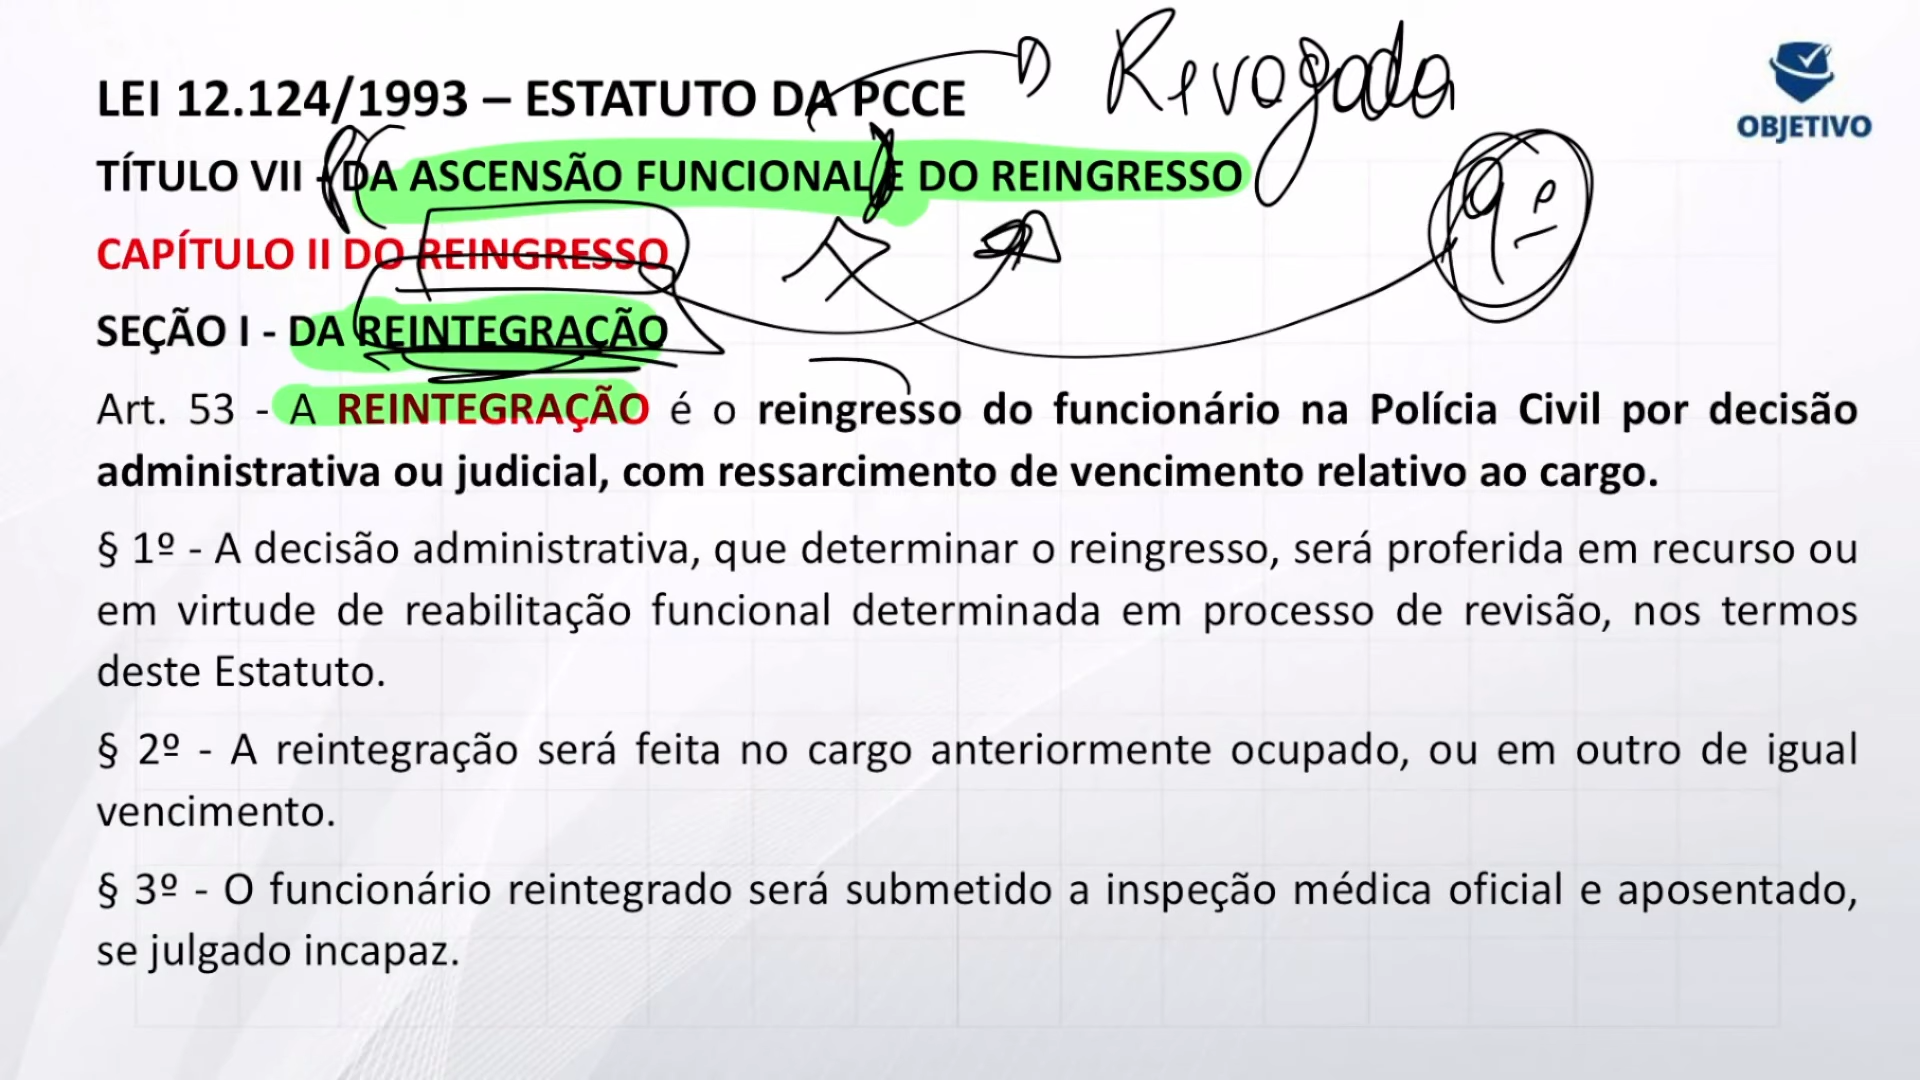 Revogada
LEI 12.124/1993 – ESTATUTO DA PCCE
OBJETIVO
TÍTULO VII - DA ASCENSÃO FUNCIONAL E DO REINGRESSO
9º
CAPÍTULO II DO REINGRESSO
SEÇÃO I - DA REINTEGRAÇÃO
Art. 53 - A REINTEGRAÇÃO é o reingresso do funcionário na Polícia Civil por decisão
administrativa ou judicial, com ressarcimento de vencimento relativo ao cargo.
§ 1º - A decisão administrativa, que determinar o reingresso, será proferida em recurso ou
em virtude de reabilitação funcional determinada em processo de revisão, nos termos
deste Estatuto.
§ 2º - A reintegração será feita no cargo anteriormente ocupado, ou em outro de igual
vencimento.
§ 3º - O funcionário reintegrado será submetido a inspeção médica oficial e aposentado,
se julgado incapaz.